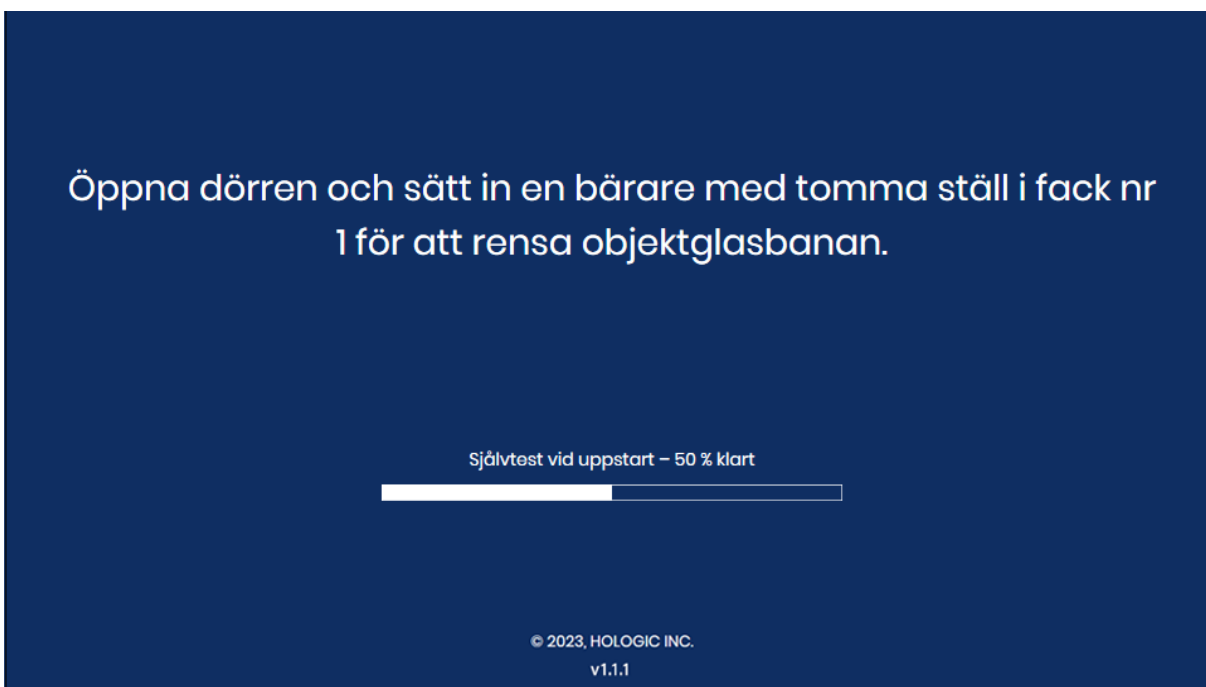 Öppna dörren och sätt in en bärare med tomma ställ i fack nr
1 för att rensa objektglasbanan.
Självtest vid uppstart – 50 % klart
© 2023, HOLOGIC INC.
v1.1.1